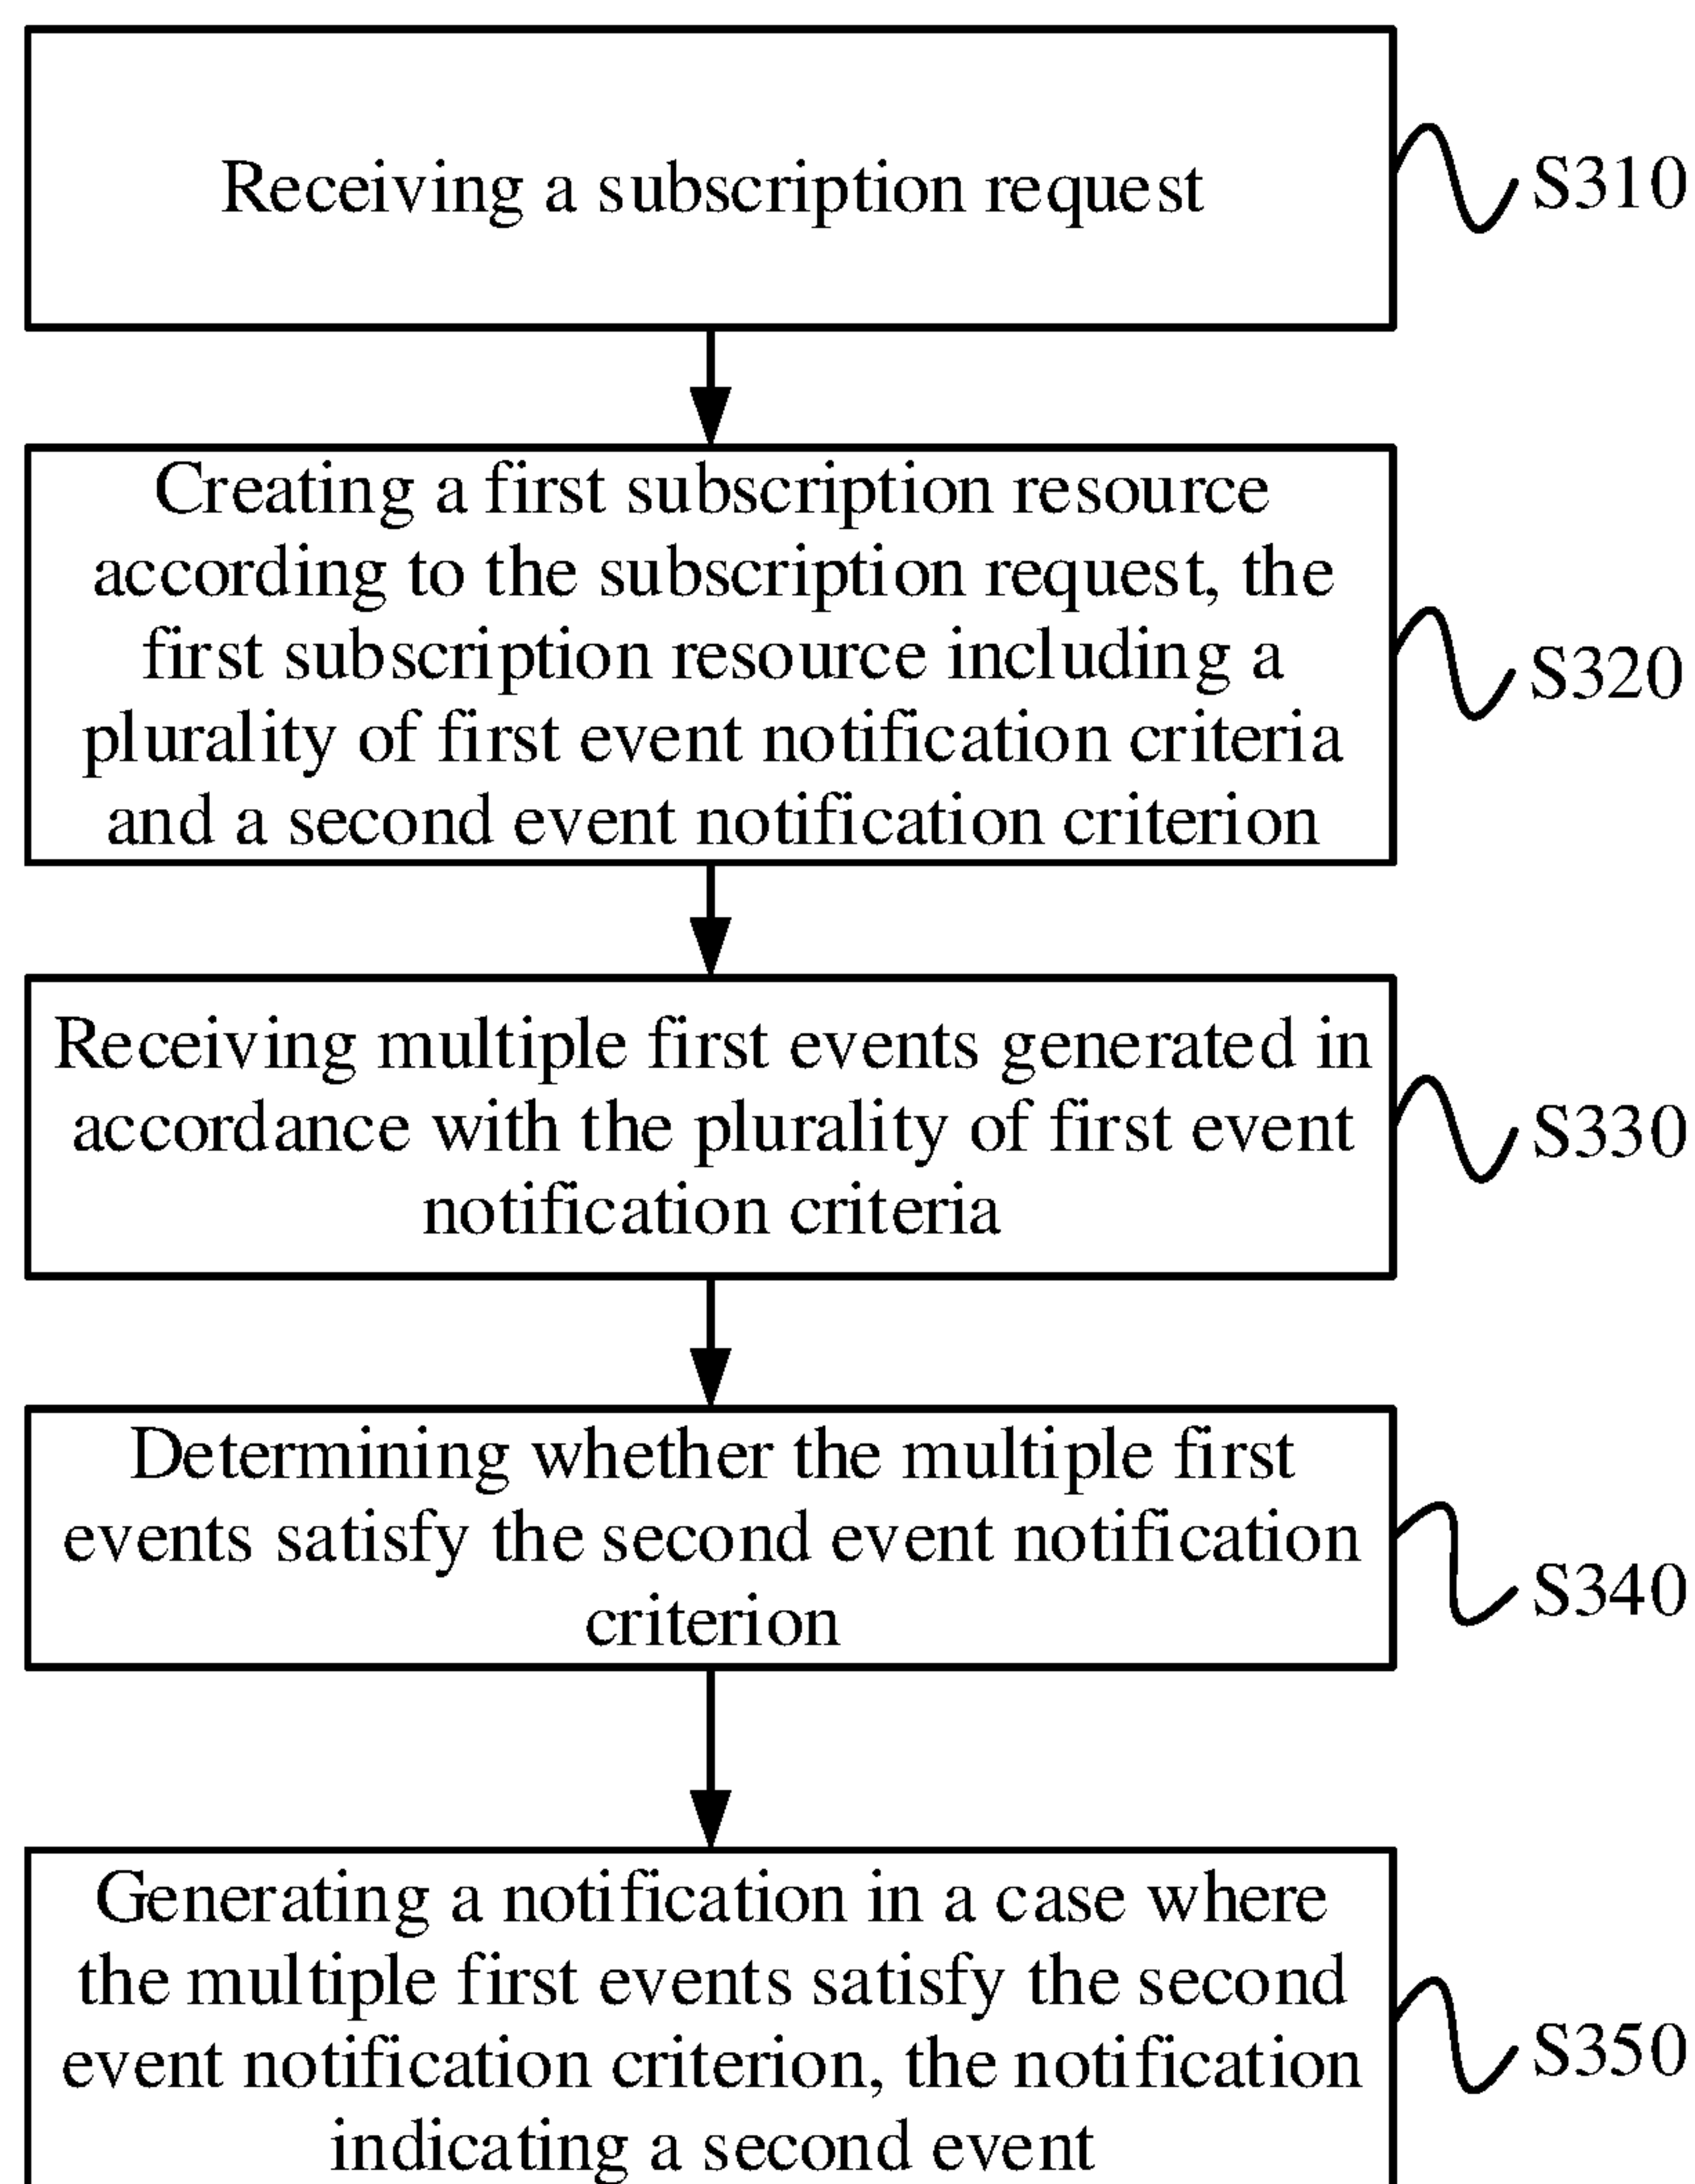 Receiving a subscription request
S310
Creating a first subscription resource
according to the subscription request, the
first subscription resource including a
plurality of first event notification criteria
and a second event notification criterion
S320
Receiving multiple first events generated in
accordance with the plurality of first event
notification criteria
S330
Determining whether the multiple first
events satisfy the second event notification
criterion
S340
Generating a notification in a case where
the multiple first events satisfy the second
event notification criterion, the notification
indicating a second event
S350